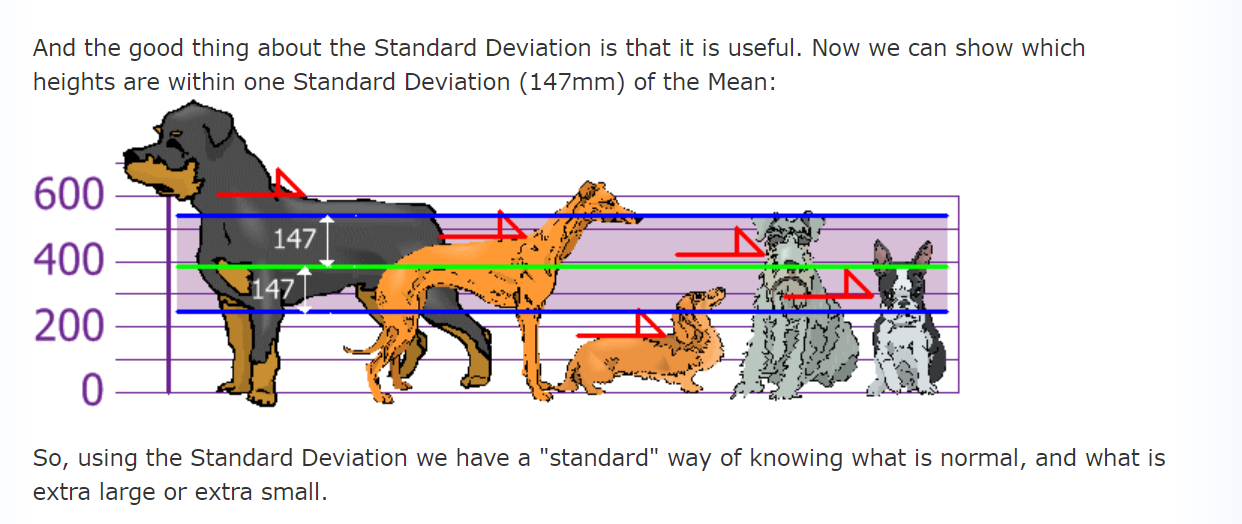 And the good thing about the Standard Deviation is that it is useful. Now we can show which
heights are within one Standard Deviation (147mm) of the Mean:
600
147
400
147
200
0
So, using the Standard Deviation we have a "standard" way of knowing what is normal, and what is
extra large or extra small.